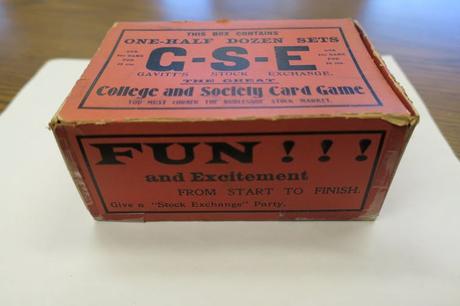 THIS BOX CONTAINS
ONE-HALF DOZEN SETS
G-S-E
GAVITT'S STOCK EXCHANGE.
THE GREAT
College and Society Card Game
YOU MUST CORNER THE BURLESQUE STOCK MARKET.
FUN!!!
and Excitement
FROM START TO FINISH.
Give a "Stock Exchange" Party.